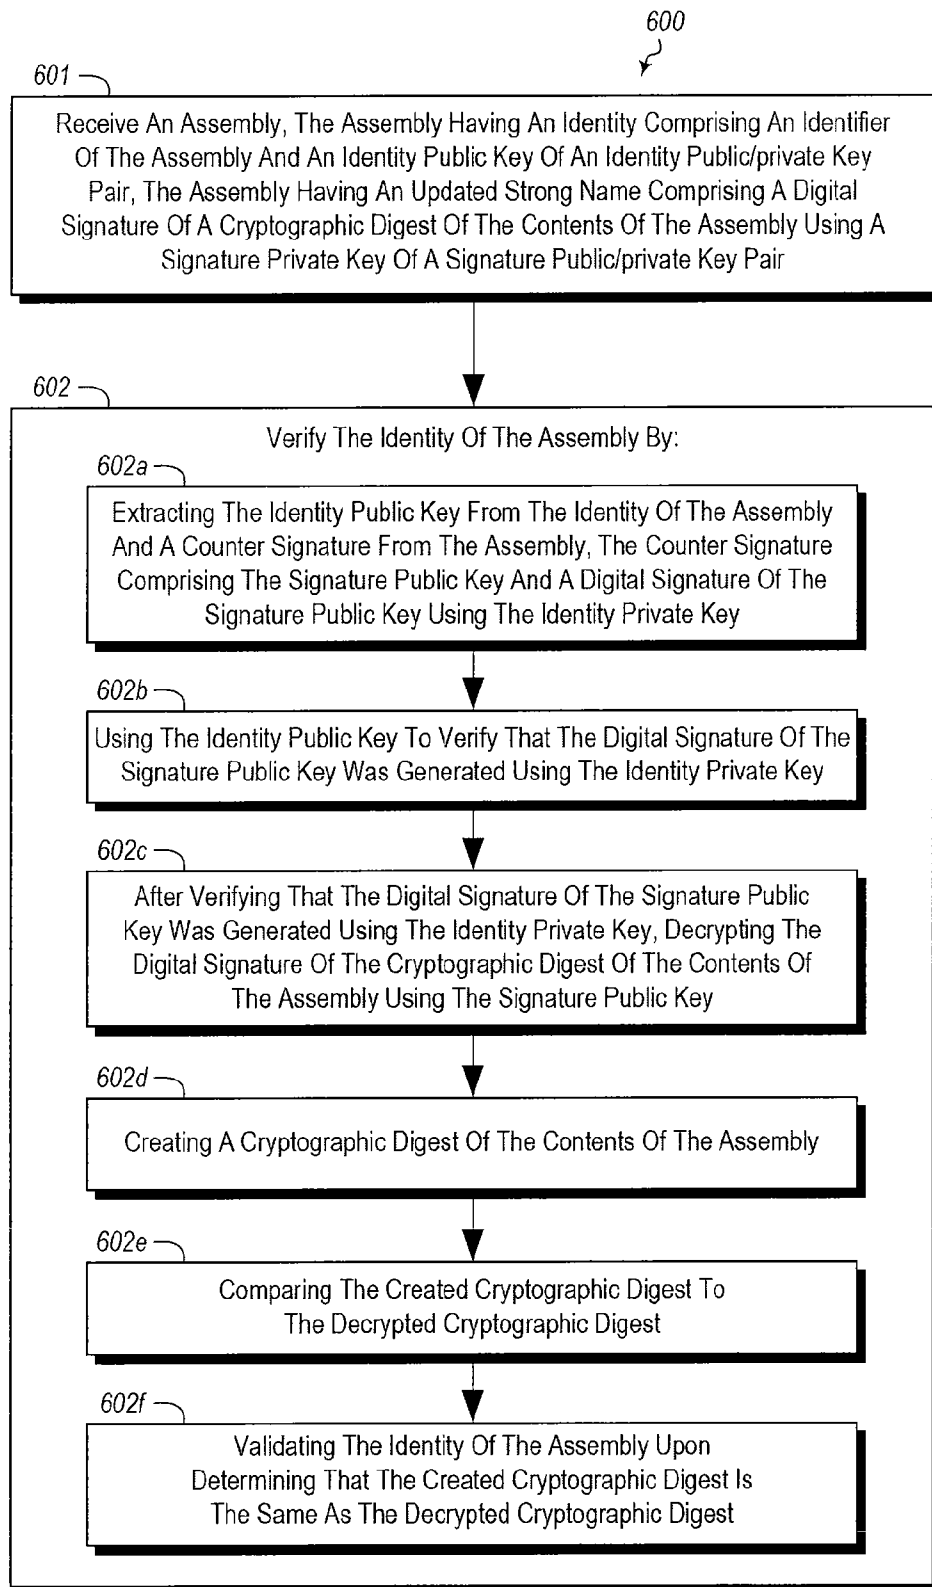 600
601
Receive An Assembly, The Assembly Having An Identity Comprising An Identifier
Of The Assembly And An Identity Public Key Of An Identity Public/private Key
Pair, The Assembly Having An Updated Strong Name Comprising A Digital
Signature Of A Cryptographic Digest Of The Contents Of The Assembly Using A
Signature Private Key Of A Signature Public/private Key Pair
602
Verify The Identity Of The Assembly By:
602a
Extracting The Identity Public Key From The Identity Of The Assembly
And A Counter Signature From The Assembly, The Counter Signature
Comprising The Signature Public Key And A Digital Signature Of The
Signature Public Key Using The Identity Private Key
602b
Using The Identity Public Key To Verify That The Digital Signature Of The
Signature Public Key Was Generated Using The Identity Private Key
602c
After Verifying That The Digital Signature Of The Signature Public
Key Was Generated Using The Identity Private Key, Decrypting The
Digital Signature Of The Cryptographic Digest Of The Contents Of
The Assembly Using The Signature Public Key
602d
Creating A Cryptographic Digest Of The Contents Of The Assembly
602e
Comparing The Created Cryptographic Digest To
The Decrypted Cryptographic Digest
602f
Validating The Identity Of The Assembly Upon
Determining That The Created Cryptographic Digest Is
The Same As The Decrypted Cryptographic Digest